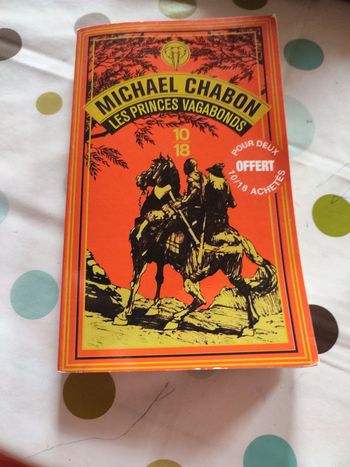 MICHAEL CHABON
LES PRINCES VAGABONDS
10
18
POUR DEUX
OFFERT
10/18 ACHETÉS